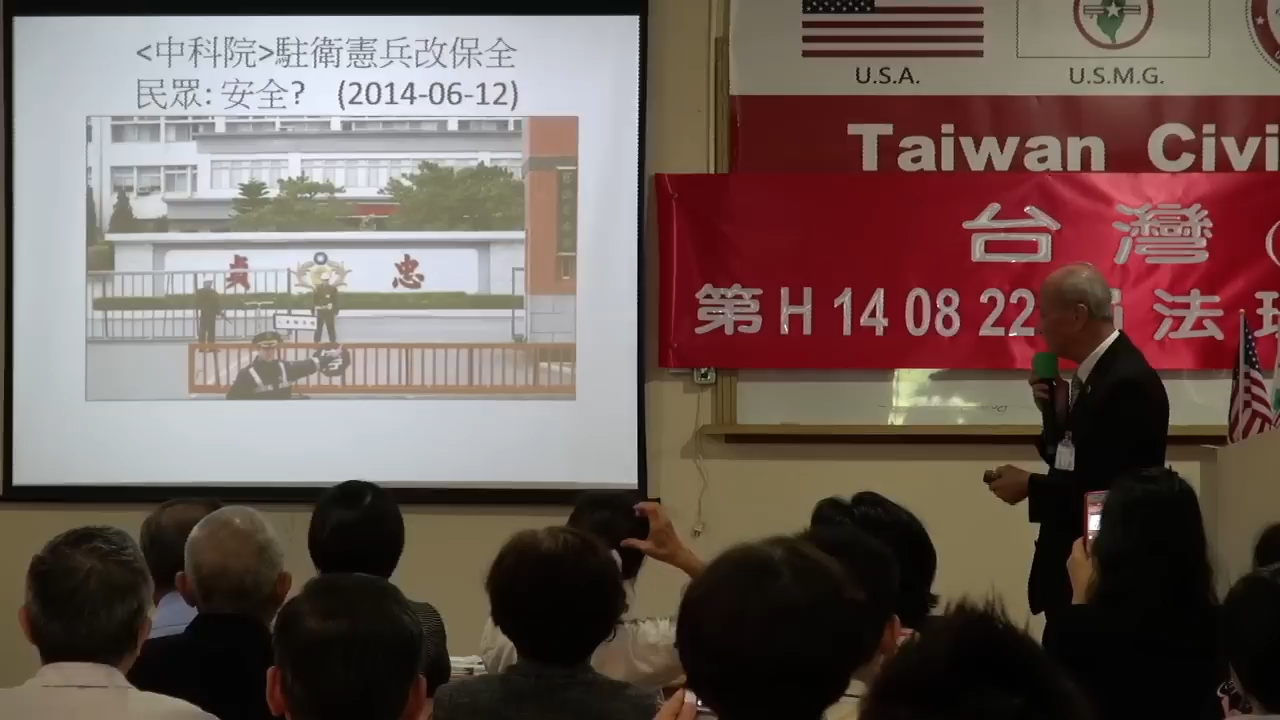 <中科院>駐衛憲兵改保全
民眾: 安全? (2014-06-12)
貞 忠
U.S.A.
U.S.M.G.
Taiwan Civi
台灣
第H 14 08 22
法